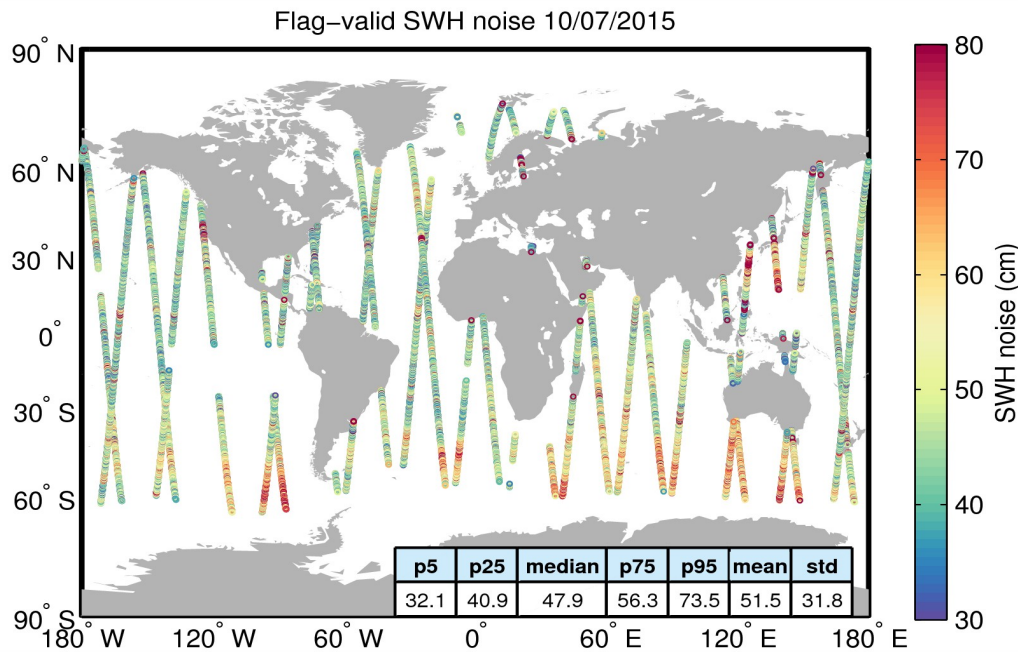 Flag−valid SWH noise 10/07/2015
90° N
60° N
30° N
0°
30° S
60° S
90° S
180° W
120° W
60° W
0°
60° E
120° E
180° E
p5 p25 median p75 p95 mean std
32.1 40.9 47.9 56.3 73.5 51.5 31.8
80
70
60
50
40
30
SWH noise (cm)